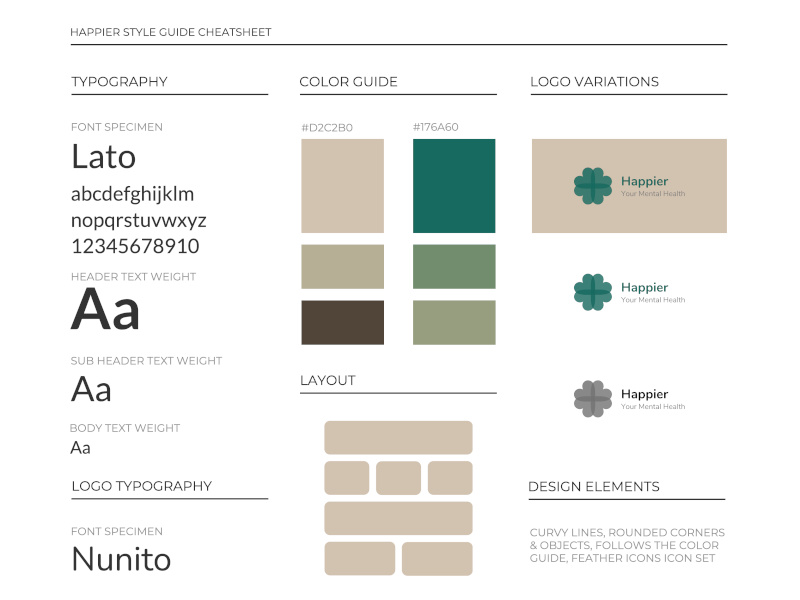 HAPPIER STYLE GUIDE CHEATSHEET
TYPOGRAPHY
FONT SPECIMEN
Lato
abcdefghijklm
nopqrstuvwxyz
12345678910
HEADER TEXT WEIGHT
Aa
SUB HEADER TEXT WEIGHT
Aa
BODY TEXT WEIGHT
Aa
LOGO TYPOGRAPHY
FONT SPECIMEN
Nunito
COLOR GUIDE
#D2C2B0
#176A60
LAYOUT
LOGO VARIATIONS
Happier
Your Mental Health
Happier
Your Mental Health
Happier
Your Mental Health
DESIGN ELEMENTS
CURVY LINES, ROUNDED CORNERS
& OBJECTS, FOLLOWS THE COLOR
GUIDE, FEATHER ICONS ICON SET